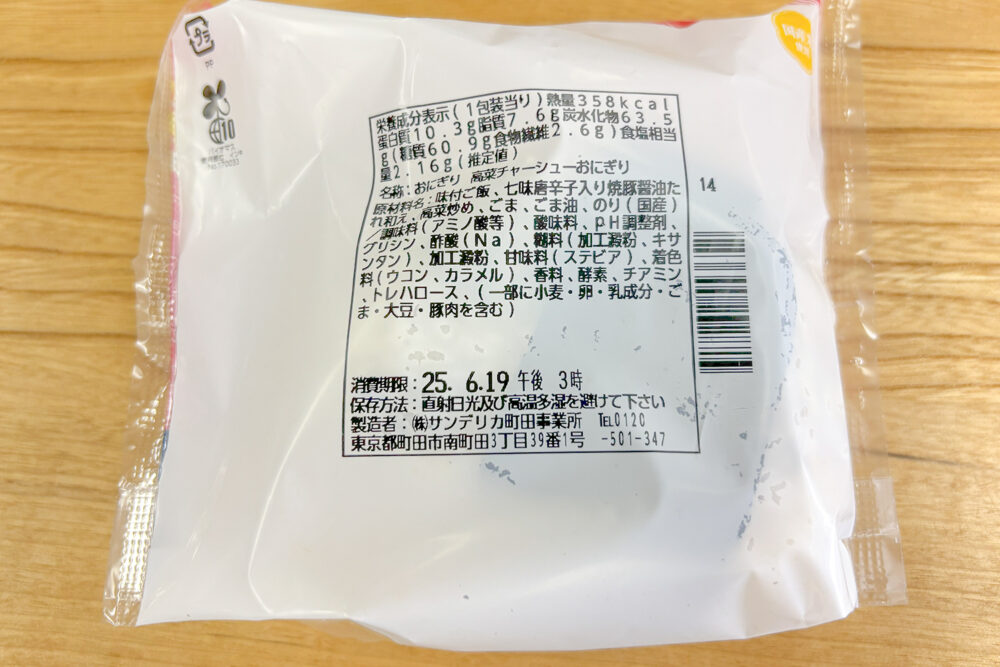 プラ
PP
10
バイオマス
No.170033
栄養成分表示(1包装当り)熱量358kcal
蛋白質10.3g脂質7.6g炭水化物63.5
g(糖質60.9g食物繊維2.6g)食塩相当
量2.16g(推定値)
名称:おにぎり 高菜チャーシューおにぎり
原材料名:味付ご飯、七味唐辛子入り焼豚醤油た
れ和え、高菜炒め、ごま、ごま油、のり(国産)
、調味料(アミノ酸等)、酸味料、pH調整剤、
グリシン、酢酸(Na)、糊料(加工澱粉、キサ
ンタン)、加工澱粉、甘味料(ステビア)、着色
料(ウコン、カラメル)、香料、酵素、チアミン
、トレハロース、(一部に小麦・卵・乳成分・ご
ま・大豆・豚肉を含む)
14
消費期限:25. 6.19 午後 3時
保存方法:直射日光及び高温多湿を避けて下さい
製造者:㈱サンデリカ町田事業所 ℡0120
東京都町田市南町田3丁目39番1号 -501-347